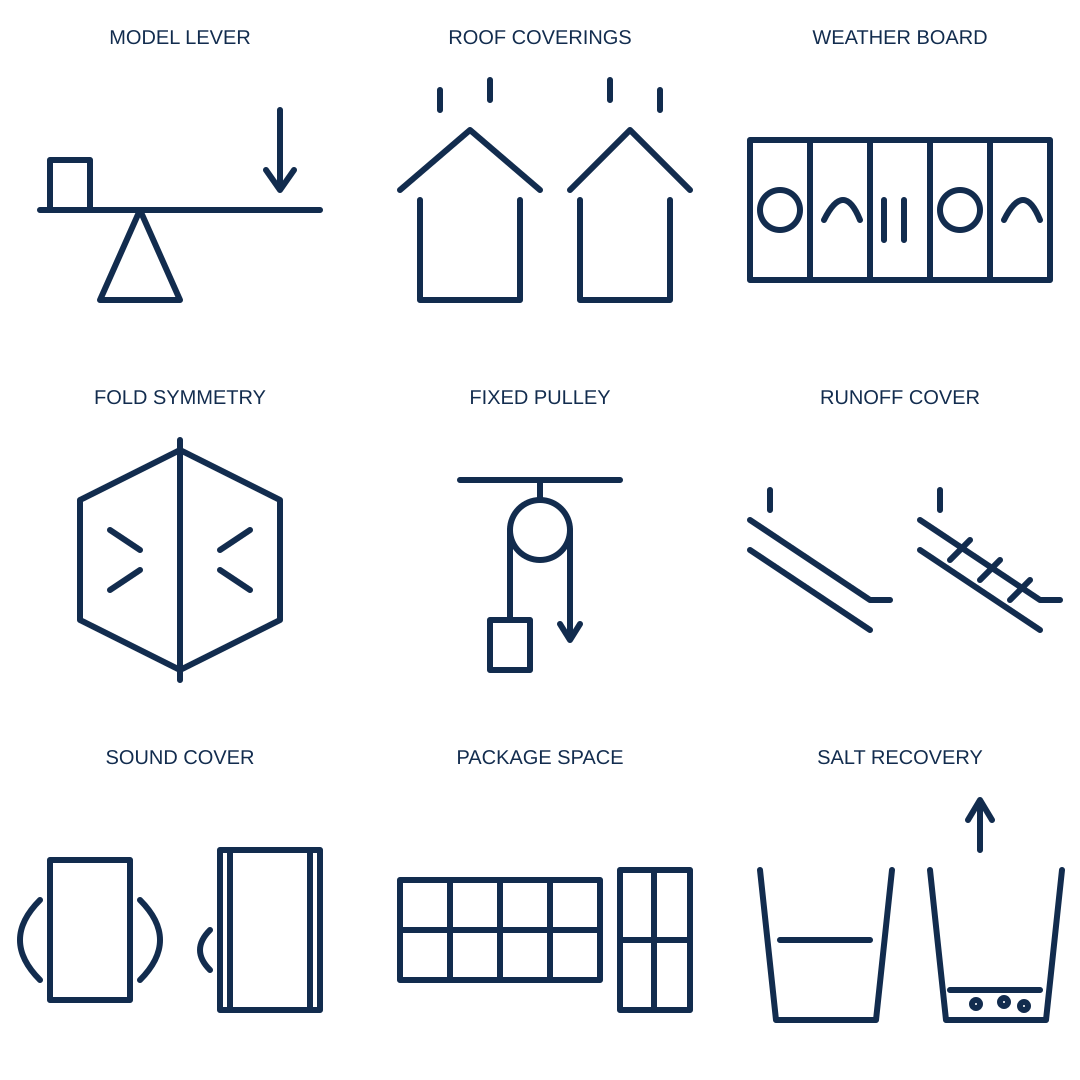 MODEL LEVER
ROOF COVERINGS
WEATHER BOARD
FOLD SYMMETRY
FIXED PULLEY
RUNOFF COVER
SOUND COVER
PACKAGE SPACE
SALT RECOVERY